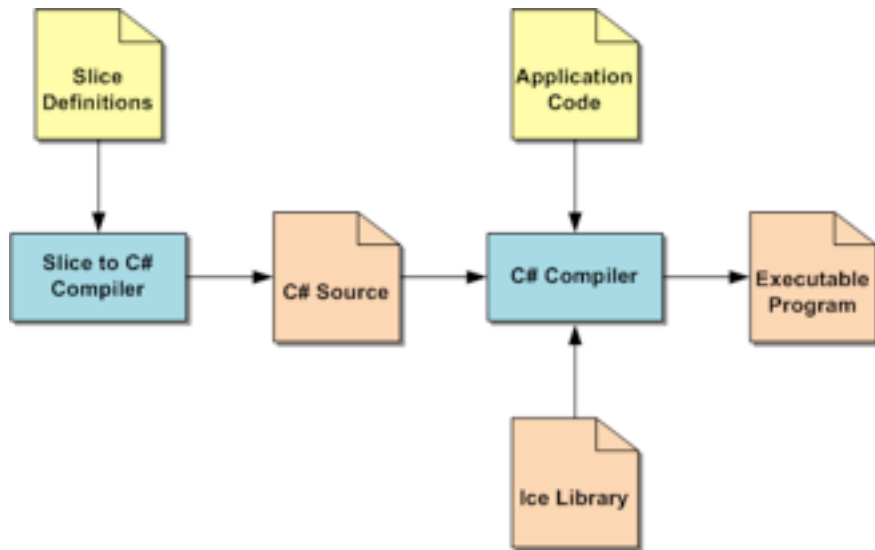 Slice
Definitions
Application
Code
Slice to C#
Compiler
C# Source
C# Compiler
Executable
Program
Ice Library